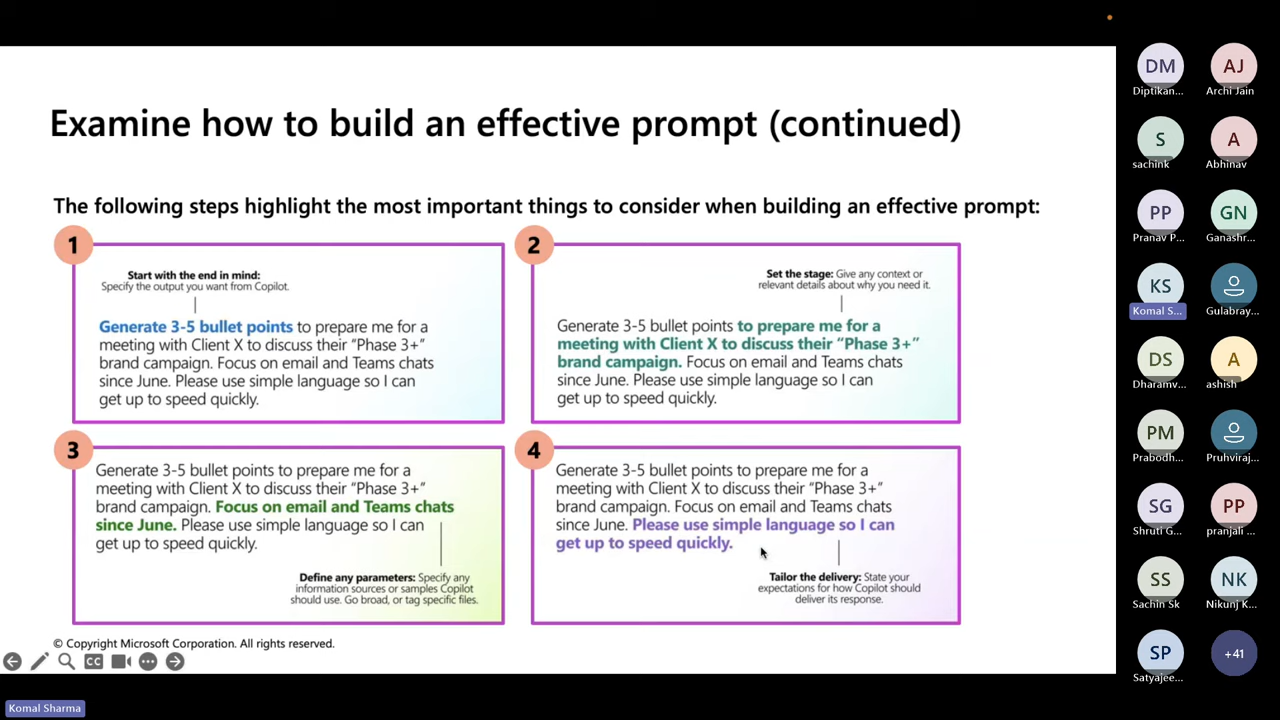 Examine how to build an effective prompt (continued)
The following steps highlight the most important things to consider when building an effective prompt:
1
Start with the end in mind:
Specify the output you want from Copilot.
Generate 3-5 bullet points to prepare me for a
meeting with Client X to discuss their “Phase 3+”
brand campaign. Focus on email and Teams chats
since June. Please use simple language so I can
get up to speed quickly.
2
Set the stage: Give any context or
relevant details about why you need it.
Generate 3-5 bullet points to prepare me for a
meeting with Client X to discuss their “Phase 3+”
brand campaign. Focus on email and Teams chats
since June. Please use simple language so I can
get up to speed quickly.
3
Generate 3-5 bullet points to prepare me for a
meeting with Client X to discuss their “Phase 3+”
brand campaign. Focus on email and Teams chats
since June. Please use simple language so I can
get up to speed quickly.
Define any parameters: Specify any
information sources or samples Copilot
should use. Go broad, or tag specific files.
4
Generate 3-5 bullet points to prepare me for a
meeting with Client X to discuss their “Phase 3+”
brand campaign. Focus on email and Teams chats
since June. Please use simple language so I can
get up to speed quickly.
Tailor the delivery: State your
expectations for how Copilot should
deliver its response.
© Copyright Microsoft Corporation. All rights reserved.
CC
Komal Sharma
DM
Diptikan...
AJ
Archi Jain
S
sachink
A
Abhinav
PP
Pranav P...
GN
Ganashr...
KS
Komal S...
Gulabray...
DS
Dharamv...
A
ashish
PM
Prabodh...
Pruhviraj...
SG
Shruti G...
PP
pranjali ...
SS
Sachin Sk
NK
Nikunj K...
SP
Satyajee...
+41